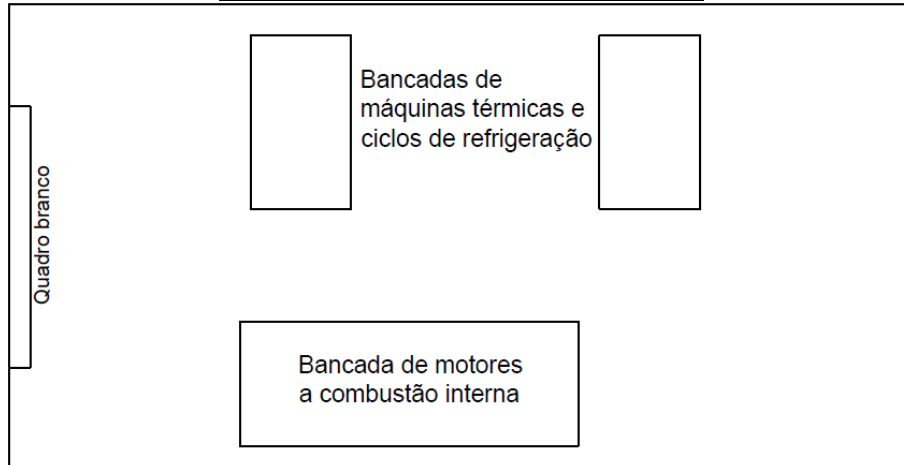 Quadro branco
Bancadas de
máquinas térmicas e
ciclos de refrigeração
Bancada de motores
a combustão interna